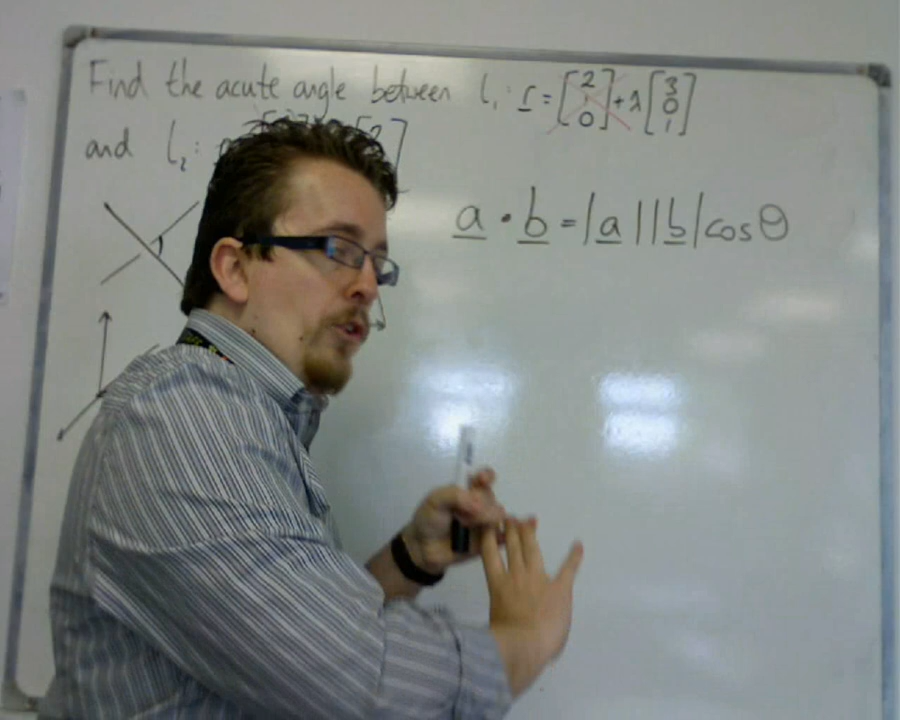 Find the acute angle between l₁: r = [2 1 0] + λ [3 0 1]
and l₂:
a · b = |a| |b| cos θ